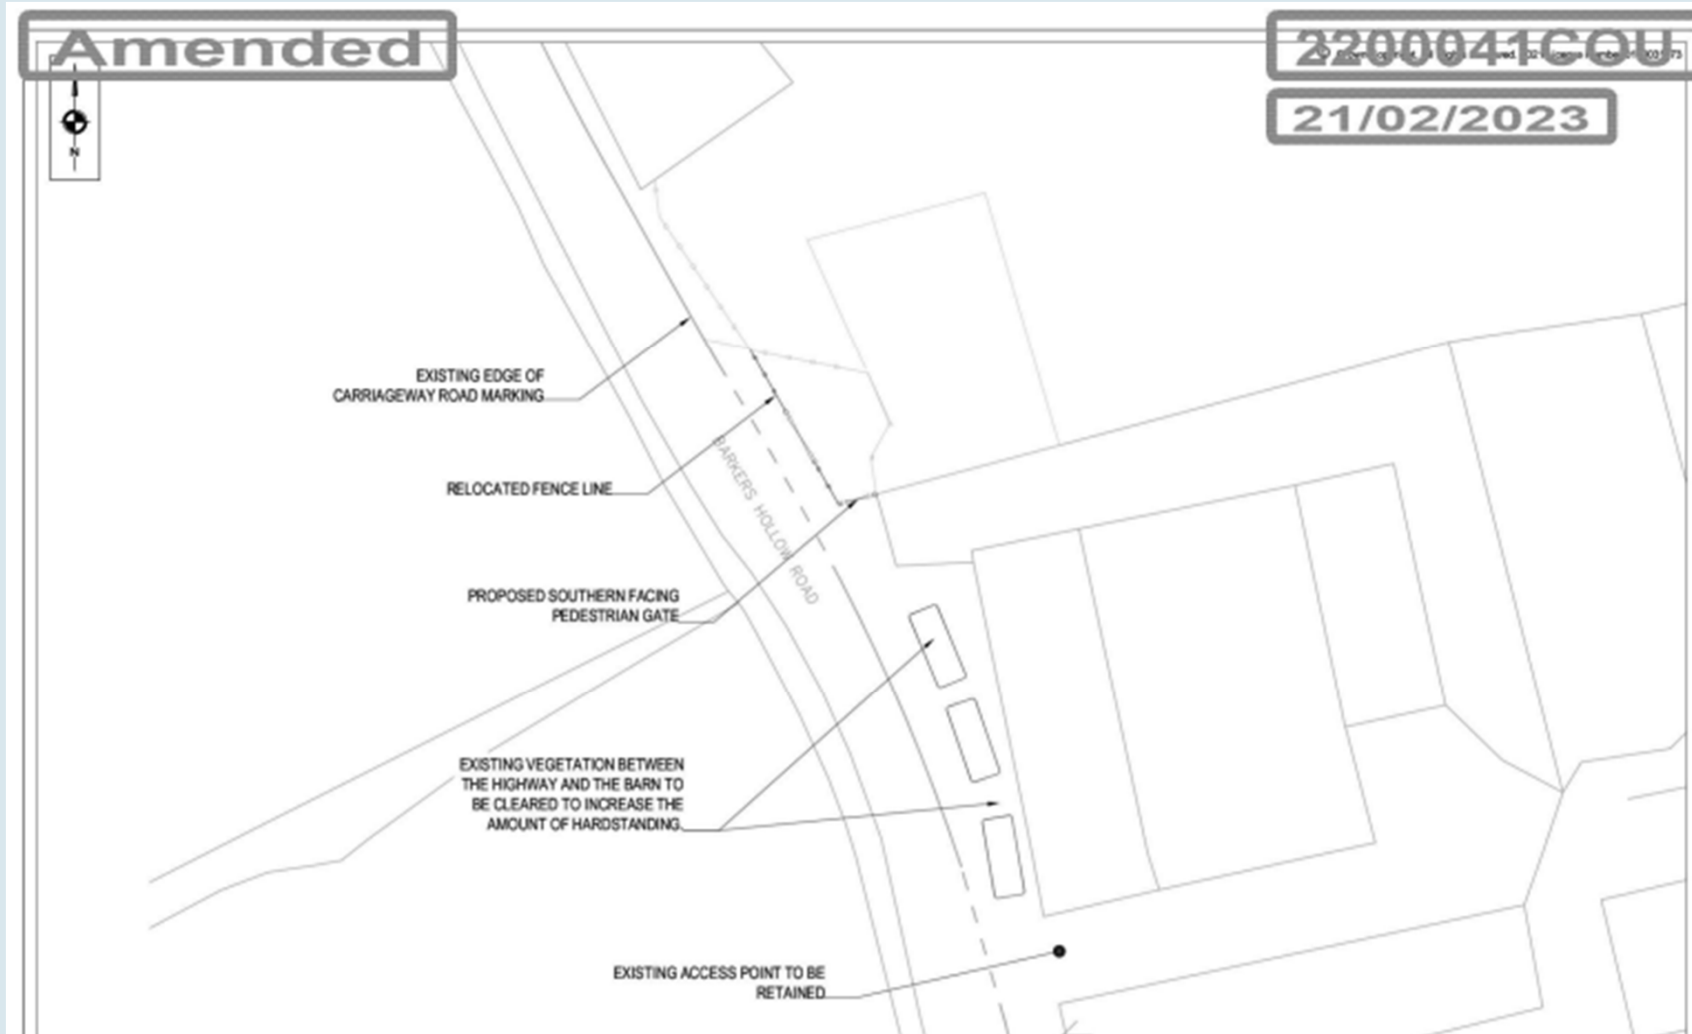 Amended
2200041COU
21/02/2023
N
EXISTING EDGE OF
CARRIAGEWAY ROAD MARKING
RELOCATED FENCE LINE
BARKERS HOLLOW ROAD
PROPOSED SOUTHERN FACING
PEDESTRIAN GATE
EXISTING VEGETATION BETWEEN
THE HIGHWAY AND THE BARN TO
BE CLEARED TO INCREASE THE
AMOUNT OF HARDSTANDING
EXISTING ACCESS POINT TO BE
RETAINED